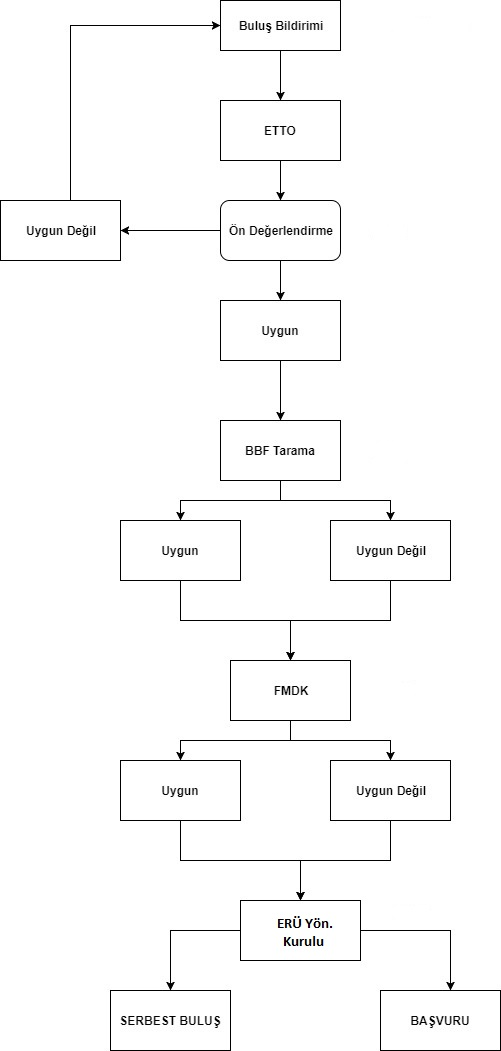 Buluş Bildirimi
ETTO
Uygun Değil
Ön Değerlendirme
Uygun
BBF Tarama
Uygun
Uygun Değil
FMDK
Uygun
Uygun Değil
ERÜ Yön.
Kurulu
SERBEST BULUŞ
BAŞVURU